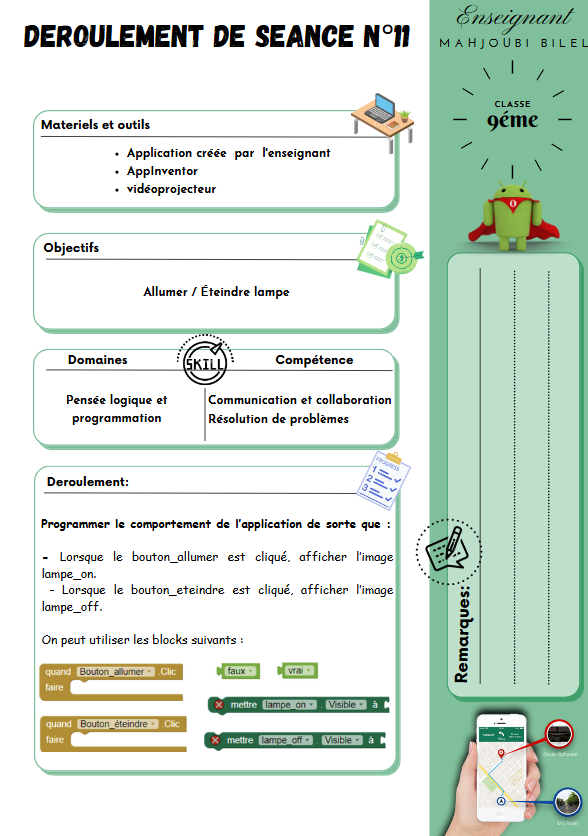 DEROULEMENT DE SEANCE N°11
Enseignant
MAHJOUBI BILEL
CLASSE
9éme
Materiels et outils
• Application créée par l'enseignant
• AppInventor
• vidéoprojecteur
Objectifs
Allumer / Éteindre lampe
SKILL
Domaines
Compétence
Pensée logique et
programmation
Communication et collaboration
Résolution de problèmes
PROGRESS
1
2
3
Deroulement:
Programmer le comportement de l'application de sorte que :
- Lorsque le bouton_allumer est cliqué, afficher l'image
lampe_on.
- Lorsque le bouton_eteindre est cliqué, afficher l'image
lampe_off.
On peut utiliser les blocks suivants :
quand Bouton_allumer .Clic
faire
faux
vrai
mettre lampe_on . Visible à
quand Bouton_éteindre .Clic
faire
mettre lampe_off . Visible à
Remarques: